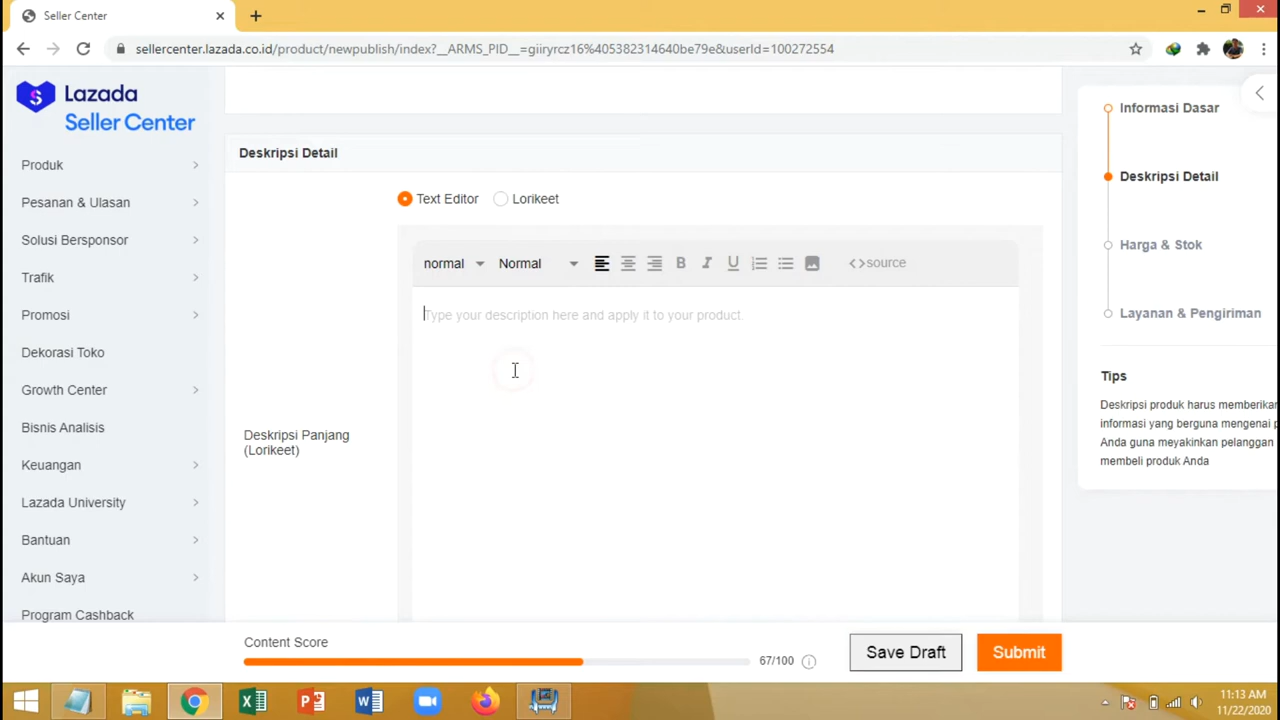 Seller Center
sellercenter.lazada.co.id/product/newpublish/index?__ARMS_PID__=giiryrcz16%405382314640be79e&userId=100272554
Lazada
Seller Center
Produk
Pesanan & Ulasan
Solusi Bersponsor
Trafik
Promosi
Dekorasi Toko
Growth Center
Bisnis Analisis
Keuangan
Lazada University
Bantuan
Akun Saya
Program Cashback
Deskripsi Detail
Text Editor Lorikeet
normal Normal B I U <>source
Type your description here and apply it to your product.
Deskripsi Panjang
(Lorikeet)
Informasi Dasar
Deskripsi Detail
Harga & Stok
Layanan & Pengiriman
Tips
Deskripsi produk harus memberikan
informasi yang berguna mengenai p
Anda guna meyakinkan pelanggan
membeli produk Anda
Content Score
67/100
Save Draft
Submit
11:13 AM
11/22/2020